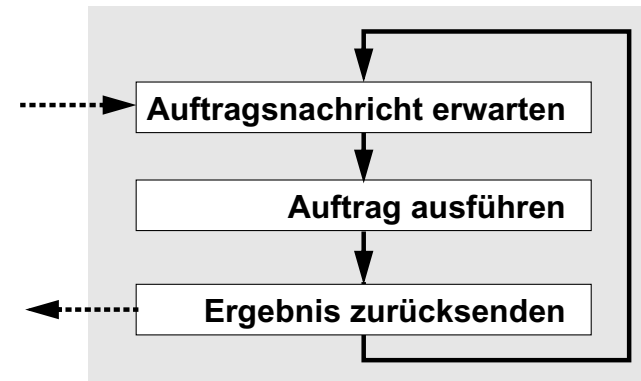 Auftragsnachricht erwarten
Auftrag ausführen
Ergebnis zurücksenden